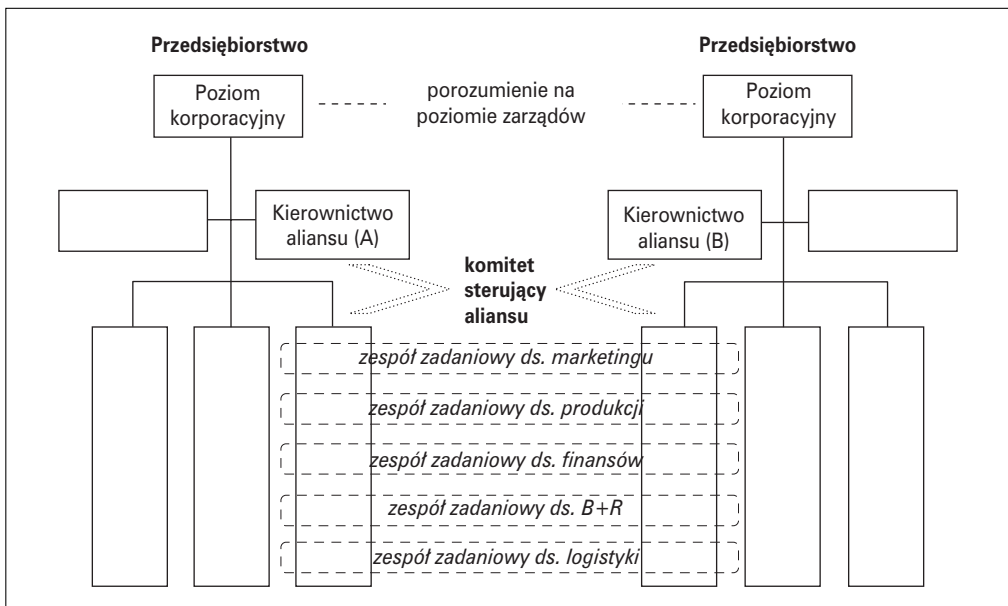 Przedsiębiorstwo
Przedsiębiorstwo
Poziom
korporacyjny
porozumienie na
poziomie zarządów
Poziom
korporacyjny
Kierownictwo
aliansu (A)
Kierownictwo
aliansu (B)
komitet
sterujący
aliansu
zespół zadaniowy ds. marketingu
zespół zadaniowy ds. produkcji
zespół zadaniowy ds. finansów
zespół zadaniowy ds. B+R
zespół zadaniowy ds. logistyki